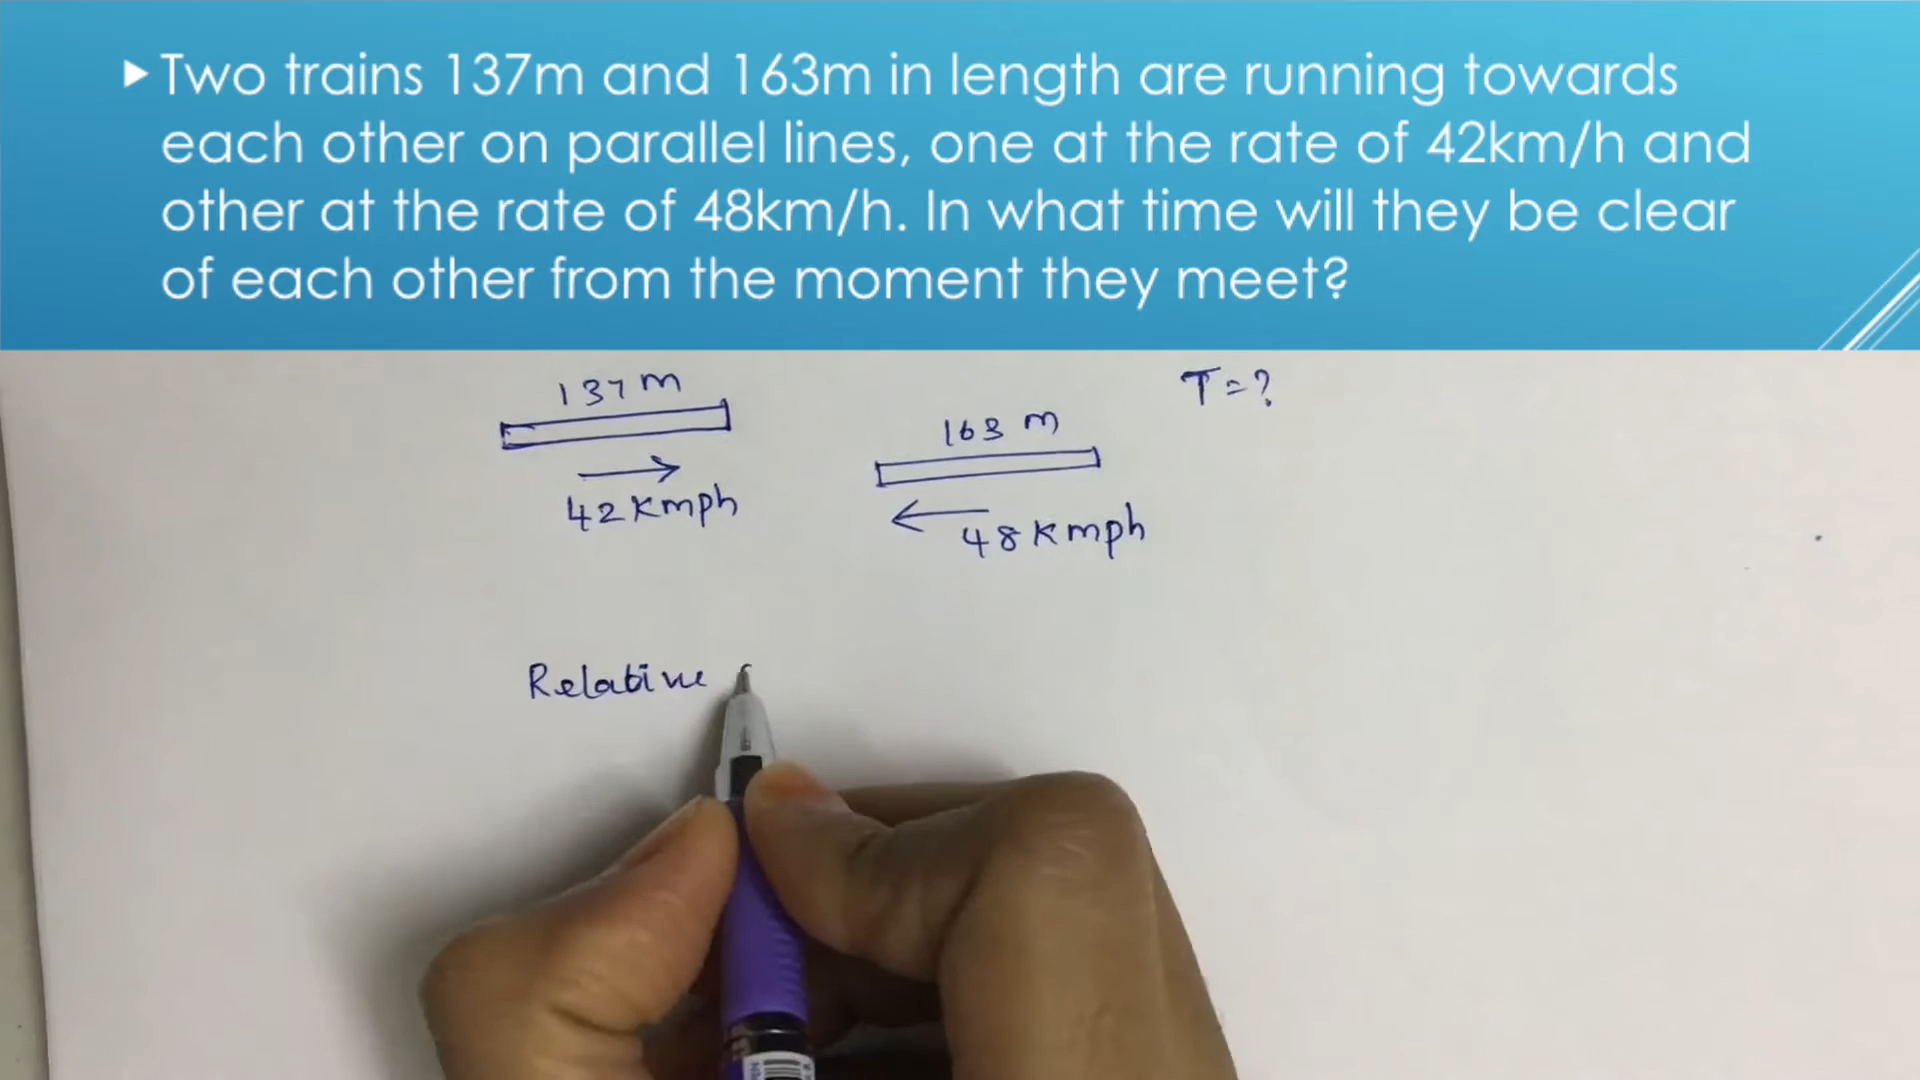 Two trains 137m and 163m in length are running towards
each other on parallel lines, one at the rate of 42km/h and
other at the rate of 48km/h. In what time will they be clear
of each other from the moment they meet?
137 m
T = ?
163 m
42 Kmph
48 Kmph
Relative